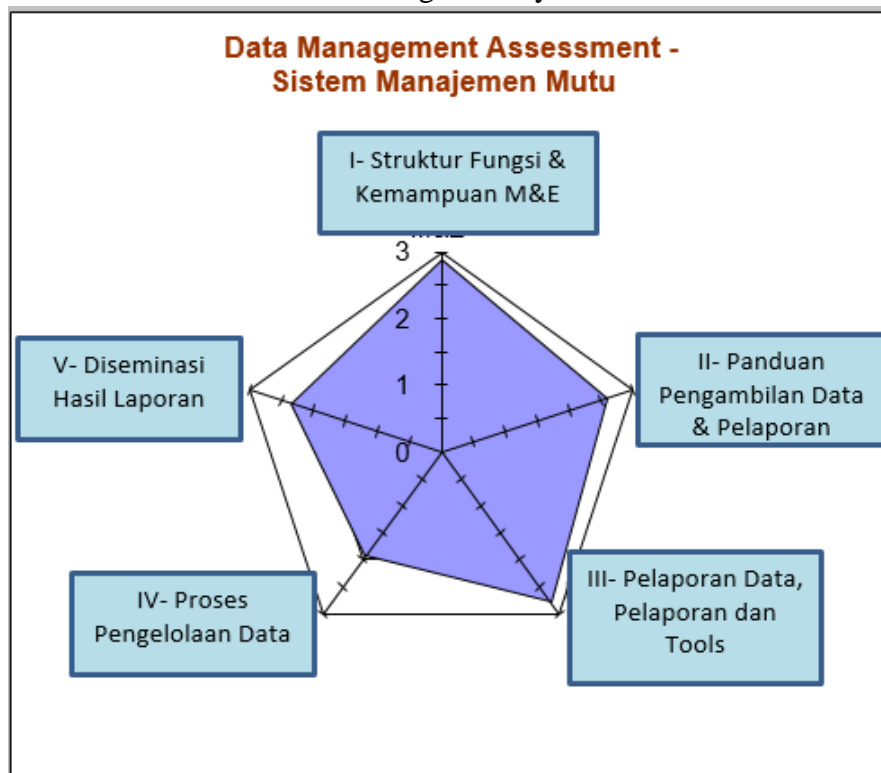 Data Management Assessment -
Sistem Manajemen Mutu
I- Struktur Fungsi &
Kemampuan M&E
3
2
1
0
II- Panduan
Pengambilan Data
& Pelaporan
III- Pelaporan Data,
Pelaporan dan
Tools
IV- Proses
Pengelolaan Data
V- Diseminasi
Hasil Laporan